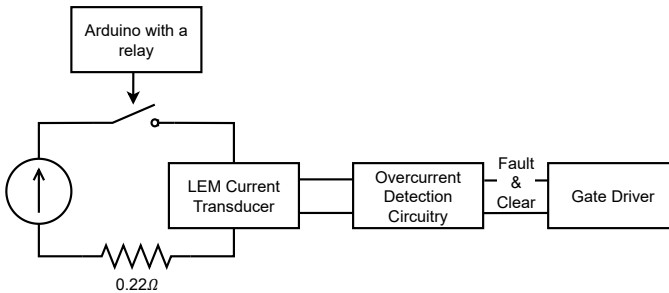 Arduino with a
relay
LEM Current
Transducer
Overcurrent
Detection
Circuitry
Fault
&
Clear
Gate Driver
0.22Ω